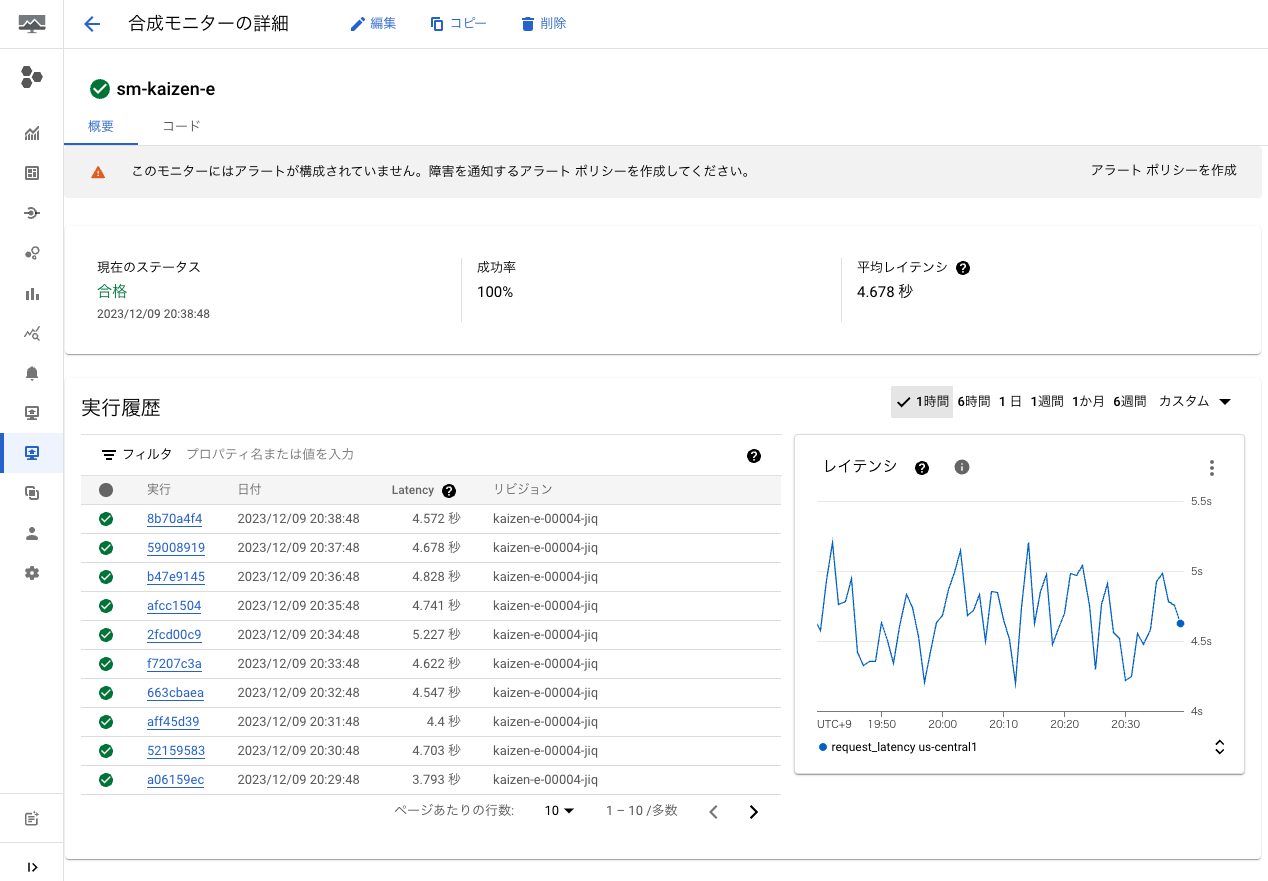 合成モニターの詳細 編集 コピー 削除
sm-kaizen-e
概要 コード
このモニターにはアラートが構成されていません。障害を通知するアラート ポリシーを作成してください。 アラート ポリシーを作成
現在のステータス
合格
2023/12/09 20:38:48
成功率
100%
平均レイテンシ
4.678 秒
実行履歴
1時間 6時間 1 日 1週間 1か月 6週間 カスタム
フィルタ プロパティ名または値を入力
実行 日付 Latency リビジョン
8b70a4f4 2023/12/09 20:38:48 4.572 秒 kaizen-e-00004-jiq
59008919 2023/12/09 20:37:48 4.678 秒 kaizen-e-00004-jiq
b47e9145 2023/12/09 20:36:48 4.828 秒 kaizen-e-00004-jiq
afcc1504 2023/12/09 20:35:48 4.741 秒 kaizen-e-00004-jiq
2fcd00c9 2023/12/09 20:34:48 5.227 秒 kaizen-e-00004-jiq
f7207c3a 2023/12/09 20:33:48 4.622 秒 kaizen-e-00004-jiq
663cbaea 2023/12/09 20:32:48 4.547 秒 kaizen-e-00004-jiq
aff45d39 2023/12/09 20:31:48 4.4 秒 kaizen-e-00004-jiq
52159583 2023/12/09 20:30:48 4.703 秒 kaizen-e-00004-jiq
a06159ec 2023/12/09 20:29:48 3.793 秒 kaizen-e-00004-jiq
ページあたりの行数: 10 1 – 10 /多数
レイテンシ
5.5s
5s
4.5s
4s
UTC+9 19:50 20:00 20:10 20:20 20:30
request_latency us-central1